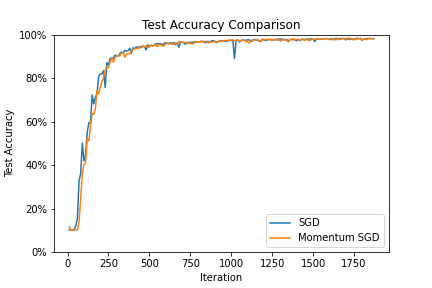 Test Accuracy Comparison
100%
80%
60%
40%
20%
0%
Test Accuracy
0 250 500 750 1000 1250 1500 1750
Iteration
SGD
Momentum SGD